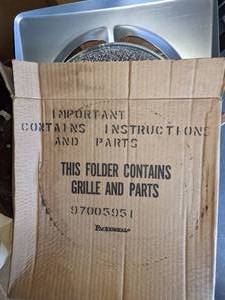 IMPORTANT
CONTAINS INSTRUCTIONS
AND PARTS
THIS FOLDER CONTAINS
GRILLE AND PARTS
97005951